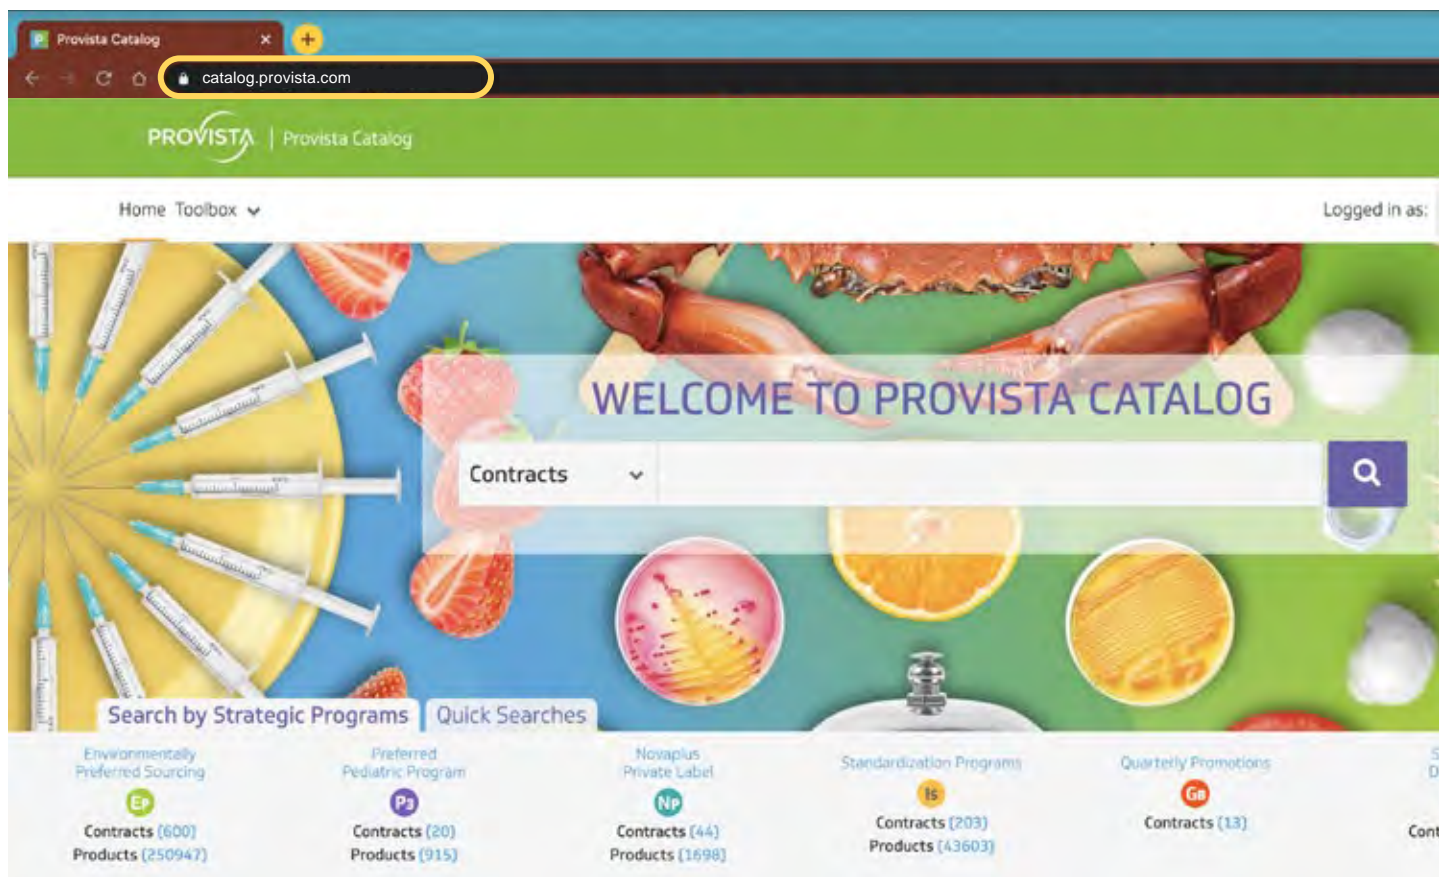 Provista Catalog
catalog.provista.com
PROVISTA | Provista Catalog
Home Toolbox
Logged in as:
WELCOME TO PROVISTA CATALOG
Contracts
Search by Strategic Programs Quick Searches
Environmentally
Preferred Sourcing
EP
Contracts (600)
Products (250947)
Preferred
Pediatric Program
P3
Contracts (20)
Products (915)
Novaplus
Private Label
NP
Contracts (44)
Products (1698)
Standardization Programs
IS
Contracts (203)
Products (43603)
Quarterly Promotions
GB
Contracts (13)
S
D
Cont